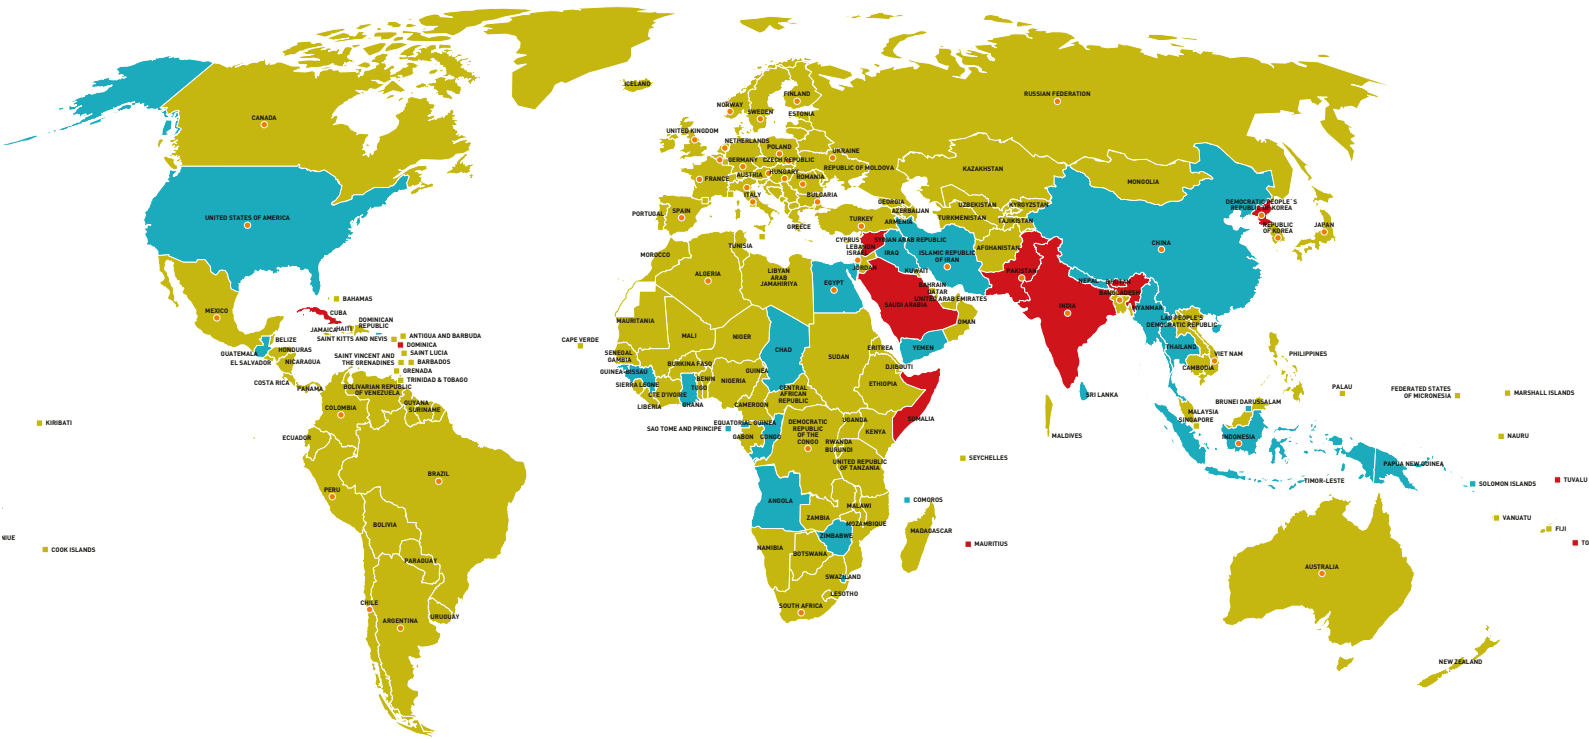 ICELAND
NORWAY
FINLAND
SWEDEN
ESTONIA
RUSSIAN FEDERATION
CANADA
UNITED KINGDOM
NETHERLANDS
POLAND
GERMANY
CZECH REPUBLIC
UKRAINE
REPUBLIC OF MOLDOVA
AUSTRIA
HUNGARY
ROMANIA
FRANCE
ITALY
BULGARIA
KAZAKHSTAN
MONGOLIA
PORTUGAL
SPAIN
GEORGIA
UZBEKISTAN
KYRGYZSTAN
DEMOCRATIC PEOPLE´S
REPUBLIC OF KOREA
UNITED STATES OF AMERICA
TURKEY
AZERBAIJAN
ARMENIA
TURKMENISTAN
TAJIKISTAN
REPUBLIC
OF KOREA
JAPAN
GREECE
CYPRUS
SYRIAN ARAB REPUBLIC
LEBANON
ISRAEL
IRAQ
ISLAMIC REPUBLIC
OF IRAN
AFGHANISTAN
CHINA
MOROCCO
TUNISIA
JORDAN
KUWAIT
PAKISTAN
ALGERIA
LIBYAN
ARAB
JAMAHIRIYA
EGYPT
BAHRAIN
QATAR
UNITED ARAB EMIRATES
SAUDI ARABIA
OMAN
NEPAL
BHUTAN
BANGLADESH
INDIA
MYANMAR
LAO PEOPLE'S
DEMOCRATIC REPUBLIC
BAHAMAS
MEXICO
CUBA
JAMAICA
HAITI
DOMINICAN
REPUBLIC
SAINT KITTS AND NEVIS
ANTIGUA AND BARBUDA
DOMINICA
SAINT LUCIA
SAINT VINCENT AND
THE GRENADINES
BARBADOS
GRENADA
TRINIDAD & TOBAGO
BELIZE
HONDURAS
GUATEMALA
EL SALVADOR
NICARAGUA
COSTA RICA
PANAMA
BOLIVARIAN REPUBLIC
OF VENEZUELA
GUYANA
SURINAME
COLOMBIA
ECUADOR
CAPE VERDE
MAURITANIA
MALI
NIGER
CHAD
SUDAN
ERITREA
YEMEN
SENEGAL
GAMBIA
GUINEA-BISSAU
BURKINA FASO
GUINEA
BENIN
NIGERIA
TOGO
SIERRA LEONE
CTE D'IVOIRE
LIBERIA
GHANA
CAMEROON
CENTRAL
AFRICAN
REPUBLIC
DJIBOUTI
ETHIOPIA
SOMALIA
SAO TOME AND PRINCIPE
EQUATORIAL GUINEA
GABON
CONGO
DEMOCRATIC
REPUBLIC
OF THE
CONGO
UGANDA
KENYA
RWANDA
BURUNDI
UNITED REPUBLIC
OF TANZANIA
THAILAND
VIET NAM
CAMBODIA
PHILIPPINES
SRI LANKA
MALDIVES
BRUNEI DARUSSALAM
MALAYSIA
SINGAPORE
INDONESIA
PALAU
FEDERATED STATES
OF MICRONESIA
MARSHALL ISLANDS
NAURU
KIRIBATI
SEYCHELLES
PAPUA NEW GUINEA
TIMOR-LESTE
SOLOMON ISLANDS
TUVALU
BRAZIL
PERU
BOLIVIA
PARAGUAY
CHILE
ARGENTINA
URUGUAY
ANGOLA
COMOROS
MALAWI
ZAMBIA
MOZAMBIQUE
ZIMBABWE
MADAGASCAR
MAURITIUS
NAMIBIA
BOTSWANA
SWAZILAND
LESOTHO
SOUTH AFRICA
VANUATU
FIJI
TO
NIUE
COOK ISLANDS
AUSTRALIA
NEW ZEALAND